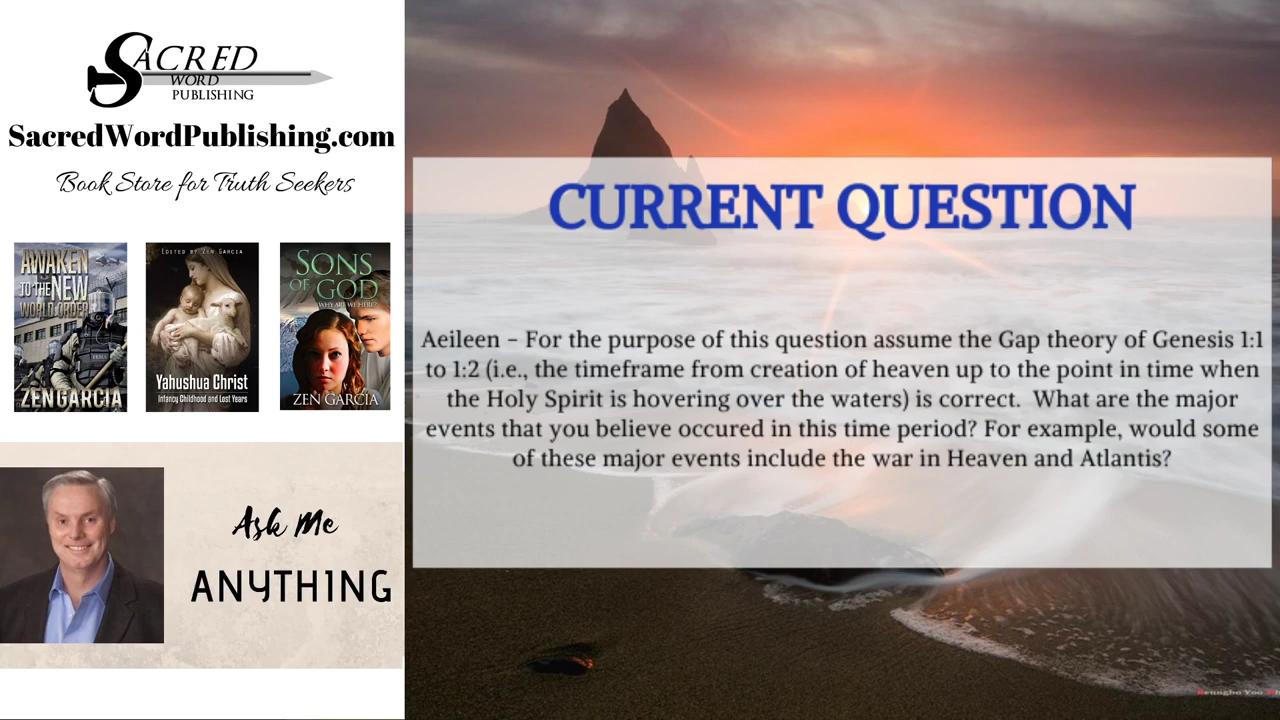 SACRED
WORD
PUBLISHING
SacredWordPublishing.com
Book Store for Truth Seekers
AWAKEN
TO THE NEW
WORLD ORDER
ZEN GARCIA
EDITED BY ZEN GARCIA
Yahushua Christ
Infancy Childhood and Lost Years
SONS
OF GOD
WHY ARE WE HERE?
ZEN GARCIA
Ask Me
ANYTHING
CURRENT QUESTION
Aeileen – For the purpose of this question assume the Gap theory of Genesis 1:1
to 1:2 (i.e., the timeframe from creation of heaven up to the point in time when
the Holy Spirit is hovering over the waters) is correct. What are the major
events that you believe occured in this time period? For example, would some
of these major events include the war in Heaven and Atlantis?